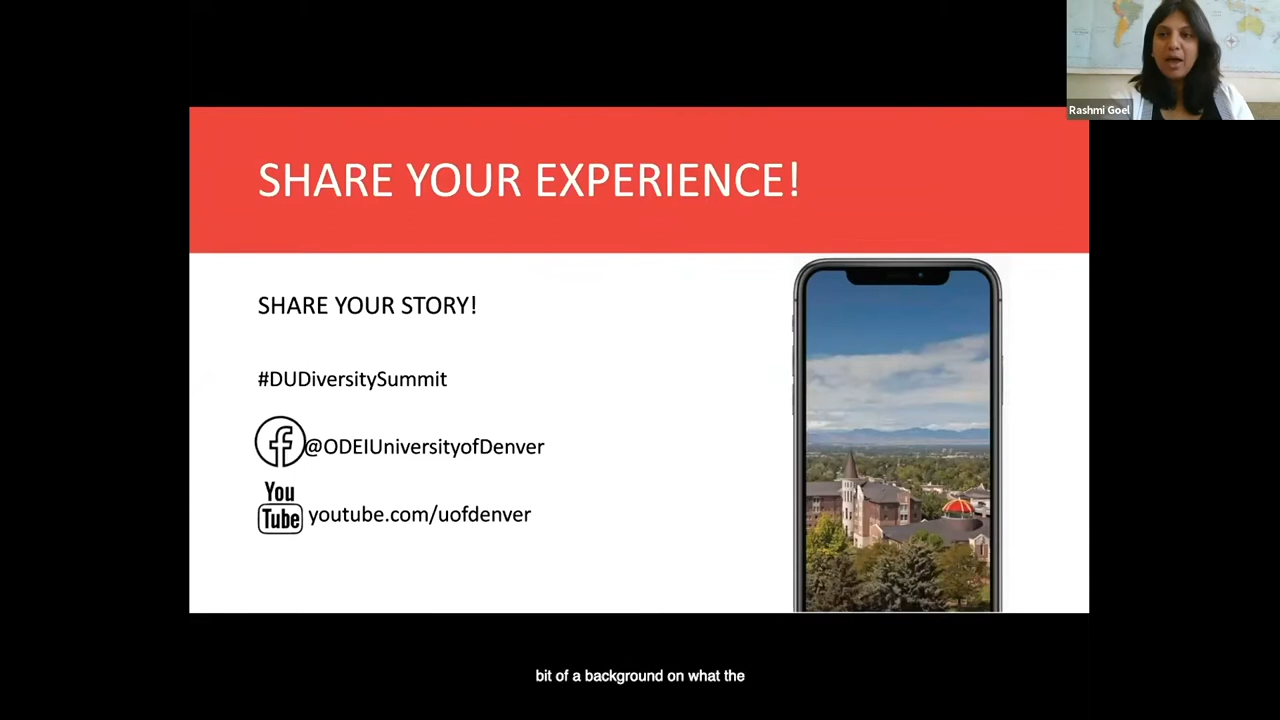 Rashmi Goel
SHARE YOUR EXPERIENCE!
SHARE YOUR STORY!
#DUDiversitySummit
@ODEIUniversityofDenver
You
Tube youtube.com/uofdenver
bit of a background on what the